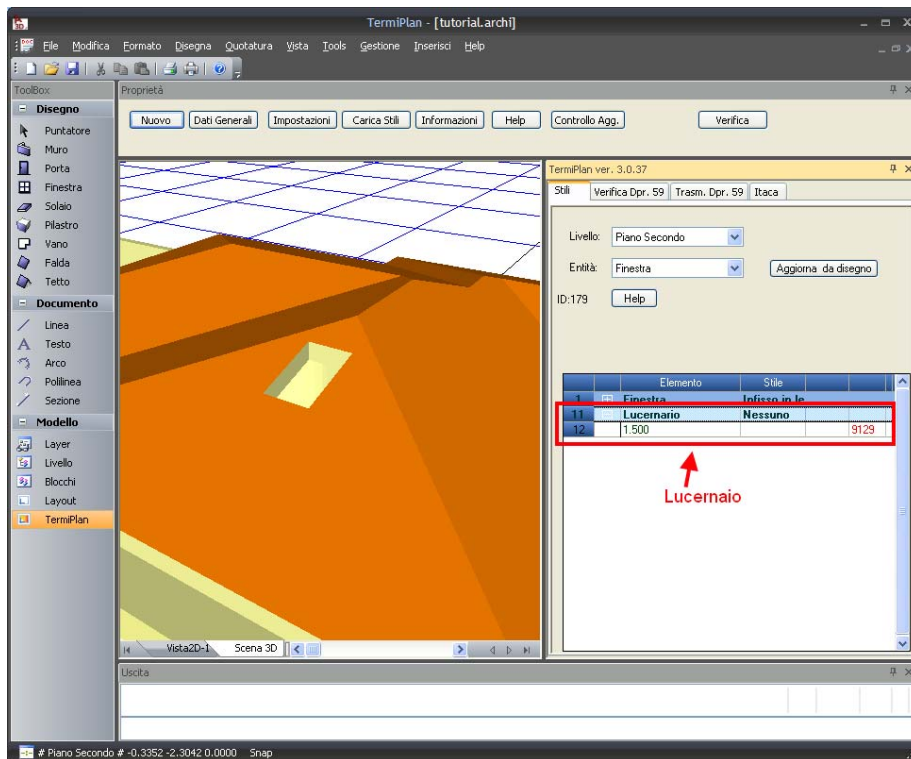 TermiPlan - [tutorial.archi]
File Modifica Formato Disegna Quotatura Vista Tools Gestione Inserisci Help
ToolBox
Disegno
Puntatore
Muro
Porta
Finestra
Solaio
Pilastro
Vano
Falda
Tetto
Documento
Linea
Testo
Arco
Polilinea
Sezione
Modello
Layer
Livello
Blocchi
Layout
TermiPlan
Proprietà
Nuovo Dati Generali Impostazioni Carica Stili Informazioni Help Controllo Agg. Verifica
Vista2D-1 Scena 3D
TermiPlan ver. 3.0.37
Stili Verifica Dpr. 59 Trasm. Dpr. 59 Itaca
Livello: Piano Secondo
Entità: Finestra Aggiorna da disegno
ID:179 Help
Elemento Stile
1 Finestra Infisso in le
11 Lucernario Nessuno
12 1.500 9129
Lucernaio
Uscita
# Piano Secondo # -0.3352 -2.3042 0.0000 Snap